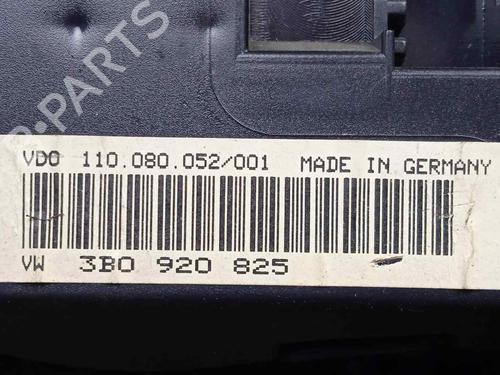 B-PARTS
VDO 110.080.052/001 MADE IN GERMANY
VW 3B0 920 825